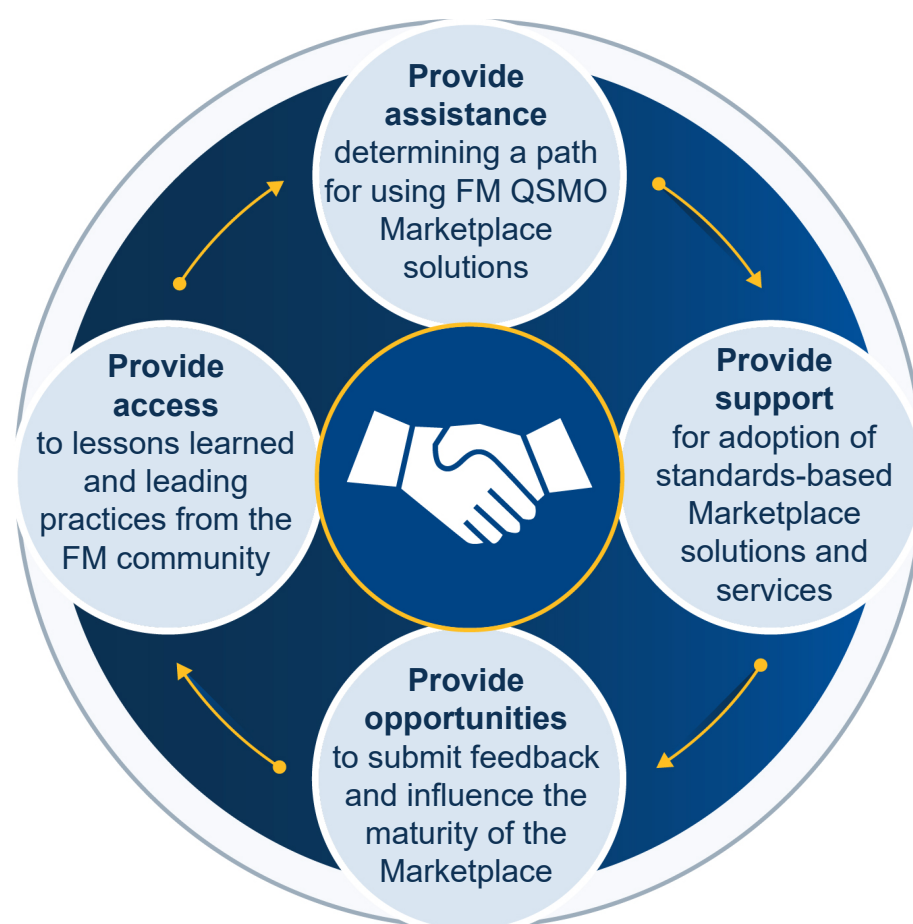 Provide
assistance
determining a path
for using FM QSMO
Marketplace
solutions
Provide
support
for adoption of
standards-based
Marketplace
solutions and
services
Provide
opportunities
to submit feedback
and influence the
maturity of the
Marketplace
Provide
access
to lessons learned
and leading
practices from the
FM community